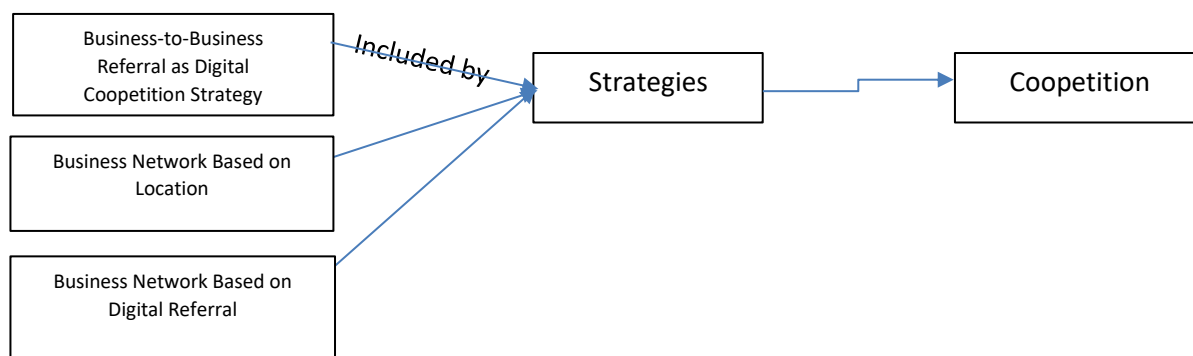 Business-to-Business
Referral as Digital
Coopetition Strategy
Included by
Strategies
Coopetition
Business Network Based on
Location
Business Network Based on
Digital Referral